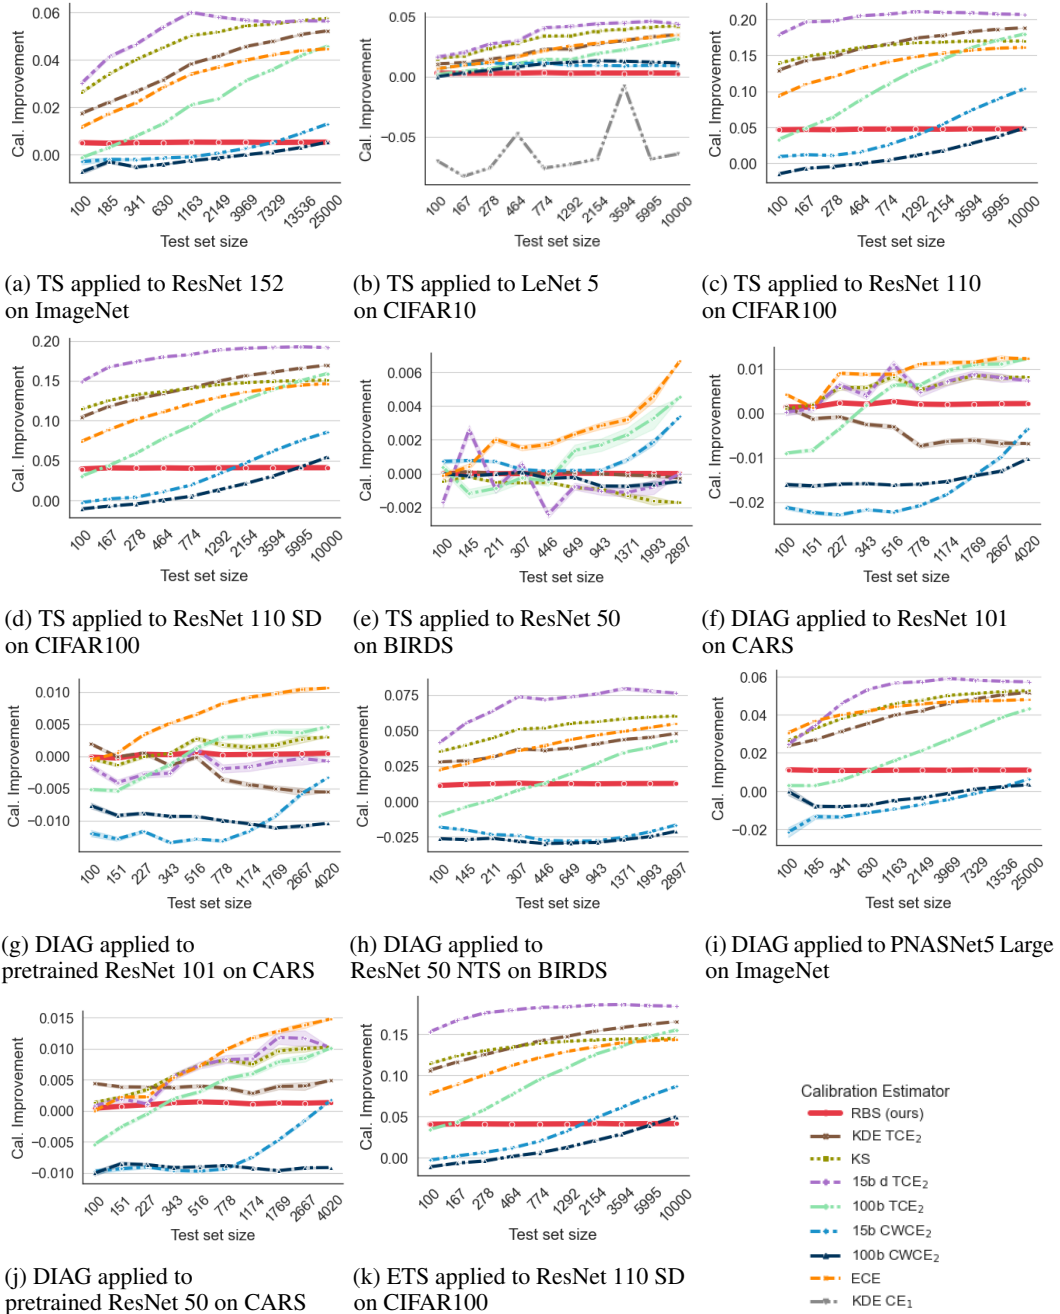 Cal. Improvement
0.06
0.04
0.02
0.00
100 185 341 630 1163 2149 3969 7329 13536 25000
Test set size
(a) TS applied to ResNet 152
on ImageNet
Cal. Improvement
0.05
0.00
−0.05
100 167 278 464 774 1292 2154 3594 5995 10000
Test set size
(b) TS applied to LeNet 5
on CIFAR10
Cal. Improvement
0.20
0.15
0.10
0.05
0.00
100 167 278 464 774 1292 2154 3594 5995 10000
Test set size
(c) TS applied to ResNet 110
on CIFAR100
Cal. Improvement
0.20
0.15
0.10
0.05
0.00
100 167 278 464 774 1292 2154 3594 5995 10000
Test set size
(d) TS applied to ResNet 110 SD
on CIFAR100
Cal. Improvement
0.006
0.004
0.002
0.000
−0.002
100 145 211 307 446 649 943 1371 1993 2897
Test set size
(e) TS applied to ResNet 50
on BIRDS
Cal. Improvement
0.01
0.00
−0.01
−0.02
100 151 227 343 516 778 1174 1769 2667 4020
Test set size
(f) DIAG applied to ResNet 101
on CARS
Cal. Improvement
0.010
0.005
0.000
−0.005
−0.010
100 151 227 343 516 778 1174 1769 2667 4020
Test set size
(g) DIAG applied to
pretrained ResNet 101 on CARS
Cal. Improvement
0.075
0.050
0.025
0.000
−0.025
100 145 211 307 446 649 943 1371 1993 2897
Test set size
(h) DIAG applied to
ResNet 50 NTS on BIRDS
Cal. Improvement
0.06
0.04
0.02
0.00
−0.02
100 185 341 630 1163 2149 3969 7329 13536 25000
Test set size
(i) DIAG applied to PNASNet5 Large
on ImageNet
Cal. Improvement
0.015
0.010
0.005
0.000
−0.005
−0.010
100 151 227 343 516 778 1174 1769 2667 4020
Test set size
(j) DIAG applied to
pretrained ResNet 50 on CARS
Cal. Improvement
0.15
0.10
0.05
0.00
100 167 278 464 774 1292 2154 3594 5995 10000
Test set size
(k) ETS applied to ResNet 110 SD
on CIFAR100
Calibration Estimator
RBS (ours)
KDE TCE₂
KS
15b d TCE₂
100b TCE₂
15b CWCE₂
100b CWCE₂
ECE
KDE CE₁